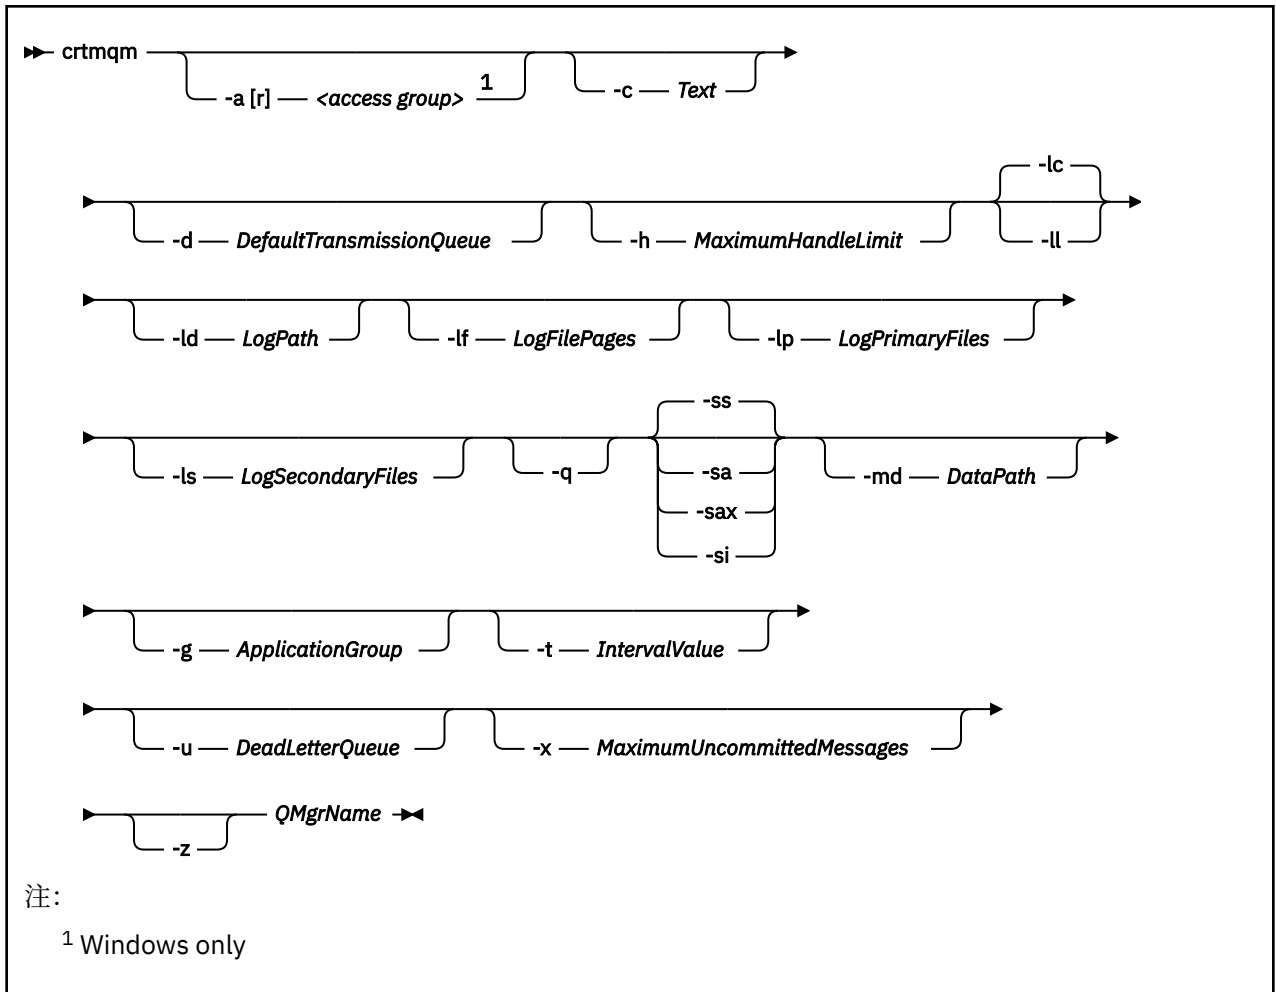 crtmqm
-a [r] <access group> 1 -c Text
-lc
-d DefaultTransmissionQueue -h MaximumHandleLimit -ll
-ld LogPath -lf LogFilePages -lp LogPrimaryFiles
-ss
-ls LogSecondaryFiles -q -sa -md DataPath
-sax
-si
-g ApplicationGroup -t IntervalValue
-u DeadLetterQueue -x MaximumUncommittedMessages
QMgrName
-z
注:
1 Windows only